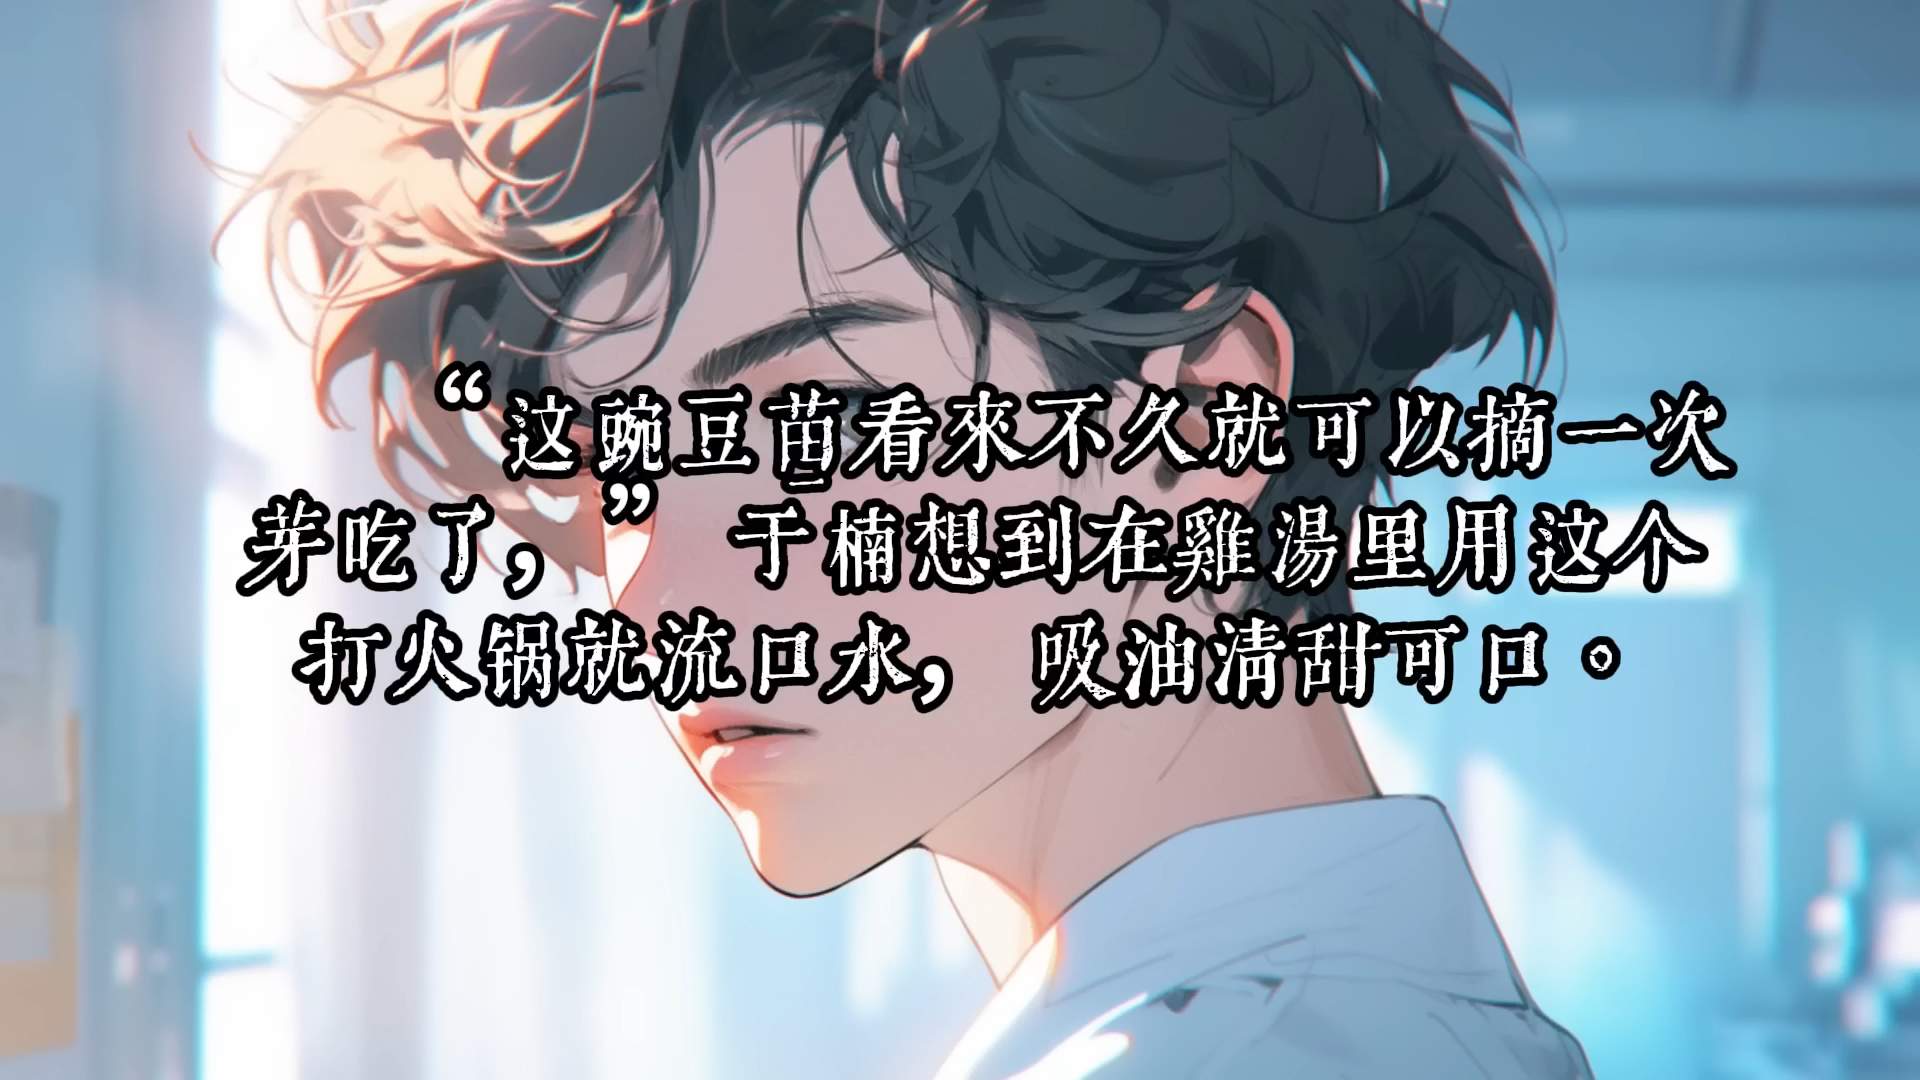 “这豌豆苗看來不久就可以摘一次
芽吃了，” 于楠想到在雞湯里用这个
打火锅就流口水， 吸油清甜可口。